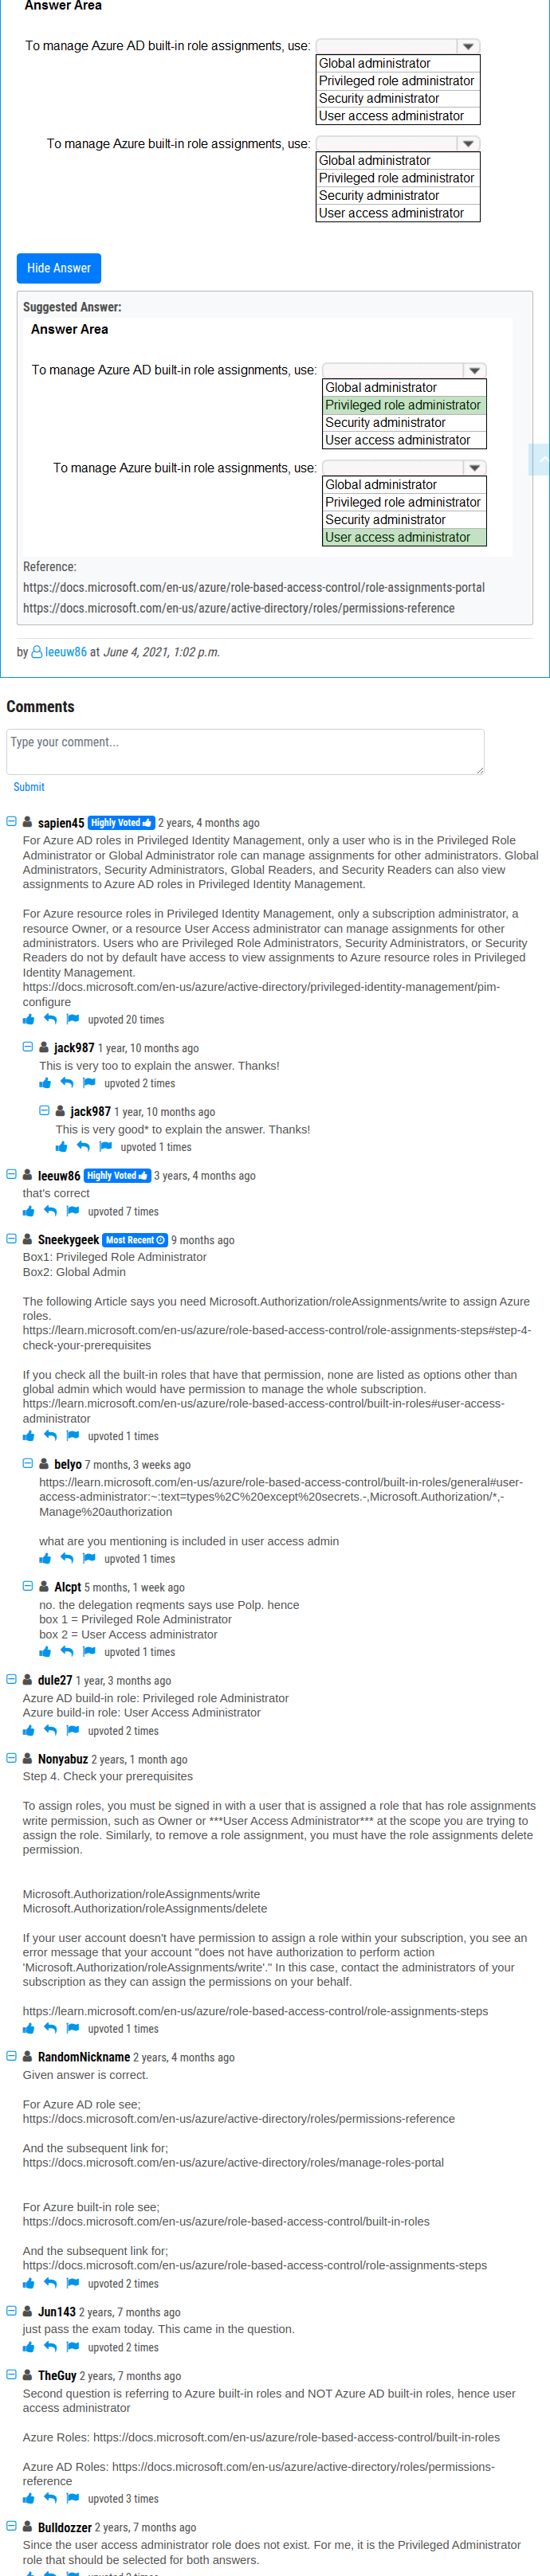 Answer Area
To manage Azure AD built-in role assignments, use:
Global administrator
Privileged role administrator
Security administrator
User access administrator
To manage Azure built-in role assignments, use:
Global administrator
Privileged role administrator
Security administrator
User access administrator
Hide Answer
Suggested Answer:
Answer Area
To manage Azure AD built-in role assignments, use:
Global administrator
Privileged role administrator
Security administrator
User access administrator
To manage Azure built-in role assignments, use:
Global administrator
Privileged role administrator
Security administrator
User access administrator
Reference:
https://docs.microsoft.com/en-us/azure/role-based-access-control/role-assignments-portal
https://docs.microsoft.com/en-us/azure/active-directory/roles/permissions-reference
by leeuw86 at June 4, 2021, 1:02 p.m.
Comments
Type your comment...
Submit
sapien45 Highly Voted 2 years, 4 months ago
For Azure AD roles in Privileged Identity Management, only a user who is in the Privileged Role
Administrator or Global Administrator role can manage assignments for other administrators. Global
Administrators, Security Administrators, Global Readers, and Security Readers can also view
assignments to Azure AD roles in Privileged Identity Management.
For Azure resource roles in Privileged Identity Management, only a subscription administrator, a
resource Owner, or a resource User Access administrator can manage assignments for other
administrators. Users who are Privileged Role Administrators, Security Administrators, or Security
Readers do not by default have access to view assignments to Azure resource roles in Privileged
Identity Management.
https://docs.microsoft.com/en-us/azure/active-directory/privileged-identity-management/pim-
configure
upvoted 20 times
jack987 1 year, 10 months ago
This is very too to explain the answer. Thanks!
upvoted 2 times
jack987 1 year, 10 months ago
This is very good* to explain the answer. Thanks!
upvoted 1 times
leeuw86 Highly Voted 3 years, 4 months ago
that's correct
upvoted 7 times
Sneekygeek Most Recent 9 months ago
Box1: Privileged Role Administrator
Box2: Global Admin
The following Article says you need Microsoft.Authorization/roleAssignments/write to assign Azure
roles.
https://learn.microsoft.com/en-us/azure/role-based-access-control/role-assignments-steps#step-4-
check-your-prerequisites
If you check all the built-in roles that have that permission, none are listed as options other than
global admin which would have permission to manage the whole subscription.
https://learn.microsoft.com/en-us/azure/role-based-access-control/built-in-roles#user-access-
administrator
upvoted 1 times
belyo 7 months, 3 weeks ago
https://learn.microsoft.com/en-us/azure/role-based-access-control/built-in-roles/general#user-
access-administrator:~:text=types%2C%20except%20secrets.-,Microsoft.Authorization/*,-
Manage%20authorization
what are you mentioning is included in user access admin
upvoted 1 times
Alcpt 5 months, 1 week ago
no. the delegation reqments says use Polp. hence
box 1 = Privileged Role Administrator
box 2 = User Access administrator
upvoted 1 times
dule27 1 year, 3 months ago
Azure AD build-in role: Privileged role Administrator
Azure build-in role: User Access Administrator
upvoted 2 times
Nonyabuz 2 years, 1 month ago
Step 4. Check your prerequisites
To assign roles, you must be signed in with a user that is assigned a role that has role assignments
write permission, such as Owner or ***User Access Administrator*** at the scope you are trying to
assign the role. Similarly, to remove a role assignment, you must have the role assignments delete
permission.
Microsoft.Authorization/roleAssignments/write
Microsoft.Authorization/roleAssignments/delete
If your user account doesn't have permission to assign a role within your subscription, you see an
error message that your account "does not have authorization to perform action
'Microsoft.Authorization/roleAssignments/write'." In this case, contact the administrators of your
subscription as they can assign the permissions on your behalf.
https://learn.microsoft.com/en-us/azure/role-based-access-control/role-assignments-steps
upvoted 1 times
RandomNickname 2 years, 4 months ago
Given answer is correct.
For Azure AD role see;
https://docs.microsoft.com/en-us/azure/active-directory/roles/permissions-reference
And the subsequent link for;
https://docs.microsoft.com/en-us/azure/active-directory/roles/manage-roles-portal
For Azure built-in role see;
https://docs.microsoft.com/en-us/azure/role-based-access-control/built-in-roles
And the subsequent link for;
https://docs.microsoft.com/en-us/azure/role-based-access-control/role-assignments-steps
upvoted 2 times
Jun143 2 years, 7 months ago
just pass the exam today. This came in the question.
upvoted 2 times
TheGuy 2 years, 7 months ago
Second question is referring to Azure built-in roles and NOT Azure AD built-in roles, hence user
access administrator
Azure Roles: https://docs.microsoft.com/en-us/azure/role-based-access-control/built-in-roles
Azure AD Roles: https://docs.microsoft.com/en-us/azure/active-directory/roles/permissions-
reference
upvoted 3 times
Bulldozzer 2 years, 7 months ago
Since the user access administrator role does not exist. For me, it is the Privileged Administrator
role that should be selected for both answers.